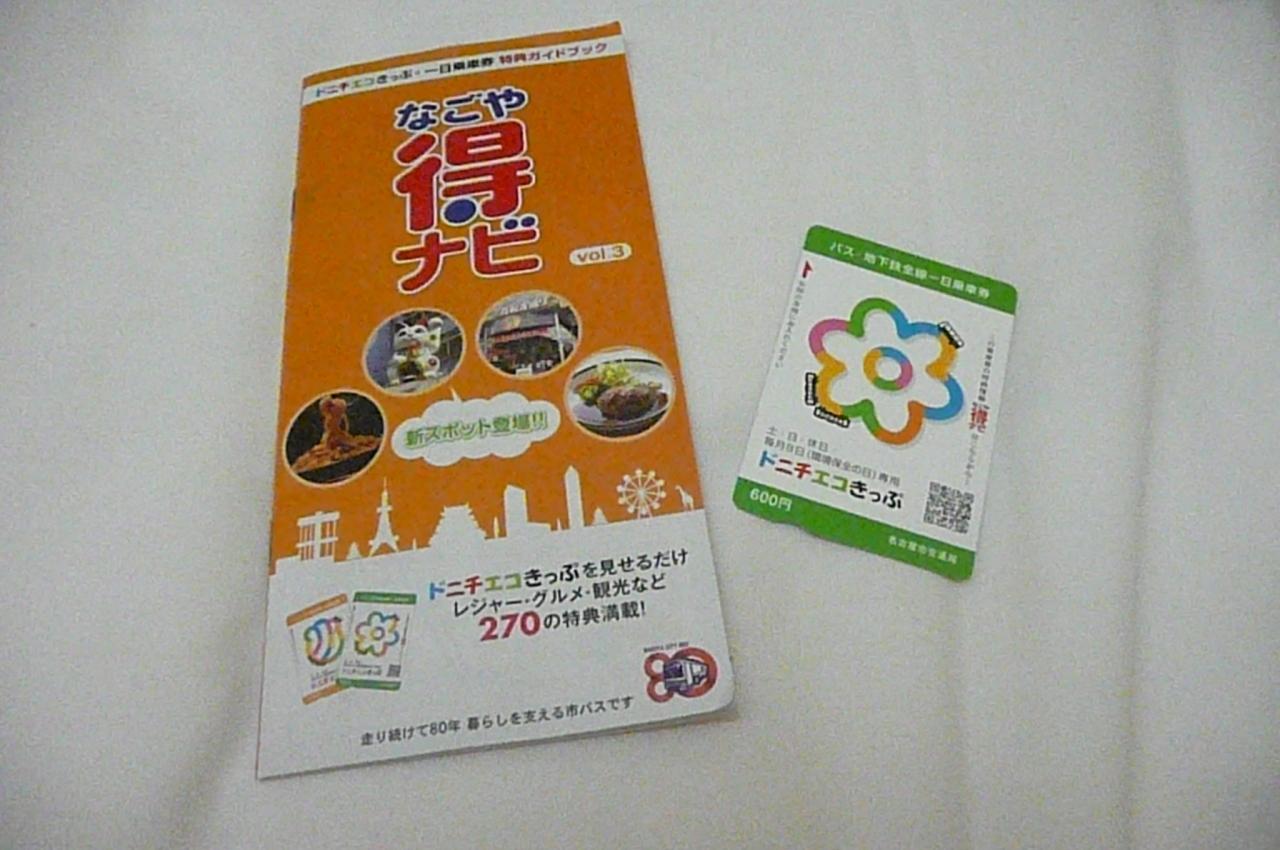 ドニチエコきっぷ・一日乗車券 特典ガイドブック
なごや
得
ナビ
vol.3
新スポット登場!!
ドニチエコきっぷを見せるだけ
レジャー・グルメ・観光など
270の特典満載!
NAGOYA CITY BUS
80
走り続けて80年 暮らしを支える市バスです
バス・地下鉄全線一日乗車券
得ナビ
土・日・休日
毎月8日(環境保全の日)専用
ドニチエコきっぷ
600円
名古屋市交通局